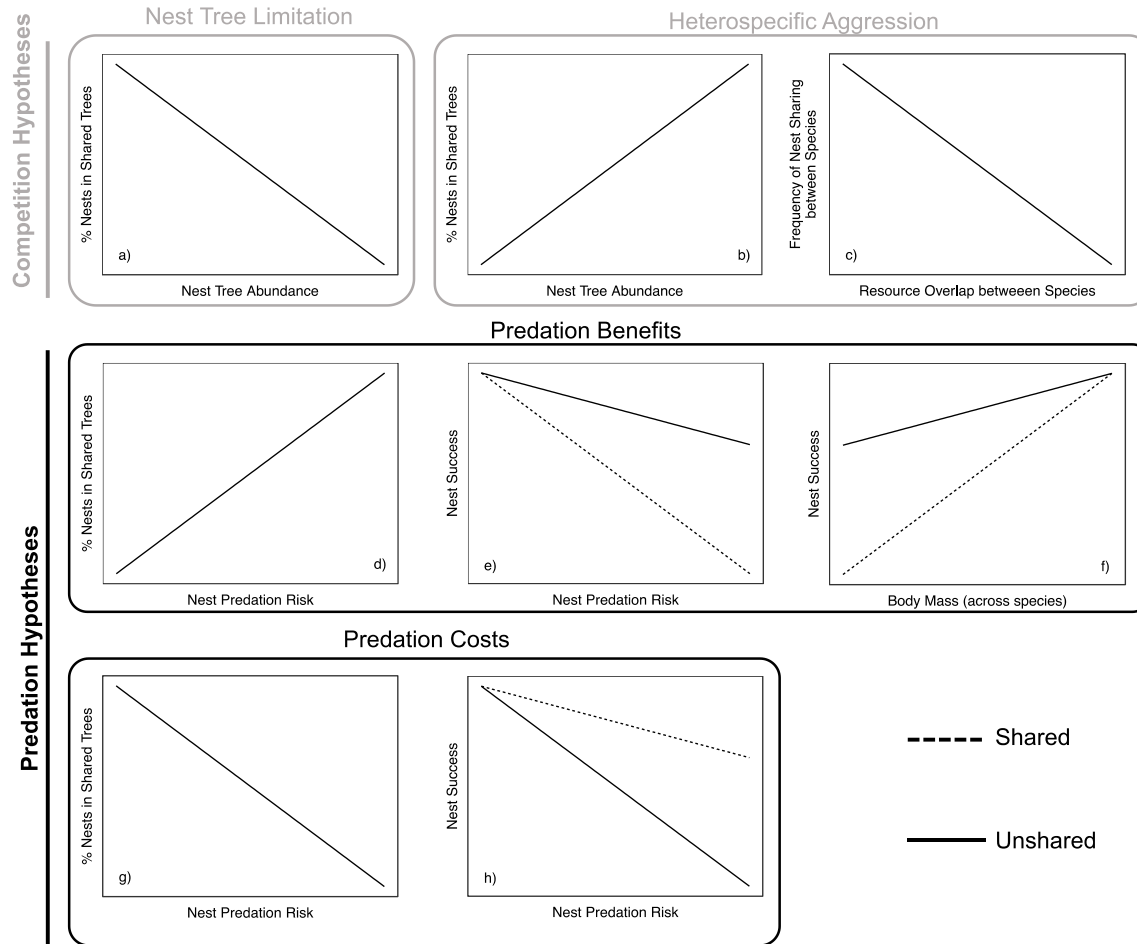 Nest Tree Limitation
Heterospecific Aggression
Competition Hypotheses
% Nests in Shared Trees
a)
Nest Tree Abundance
% Nests in Shared Trees
b)
Nest Tree Abundance
Frequency of Nest Sharing
between Species
c)
Resource Overlap betweeen Species
Predation Hypotheses
Predation Benefits
% Nests in Shared Trees
d)
Nest Predation Risk
Nest Success
e)
Nest Predation Risk
Nest Success
f)
Body Mass (across species)
Predation Costs
% Nests in Shared Trees
g)
Nest Predation Risk
Nest Success
h)
Nest Predation Risk
Shared
Unshared